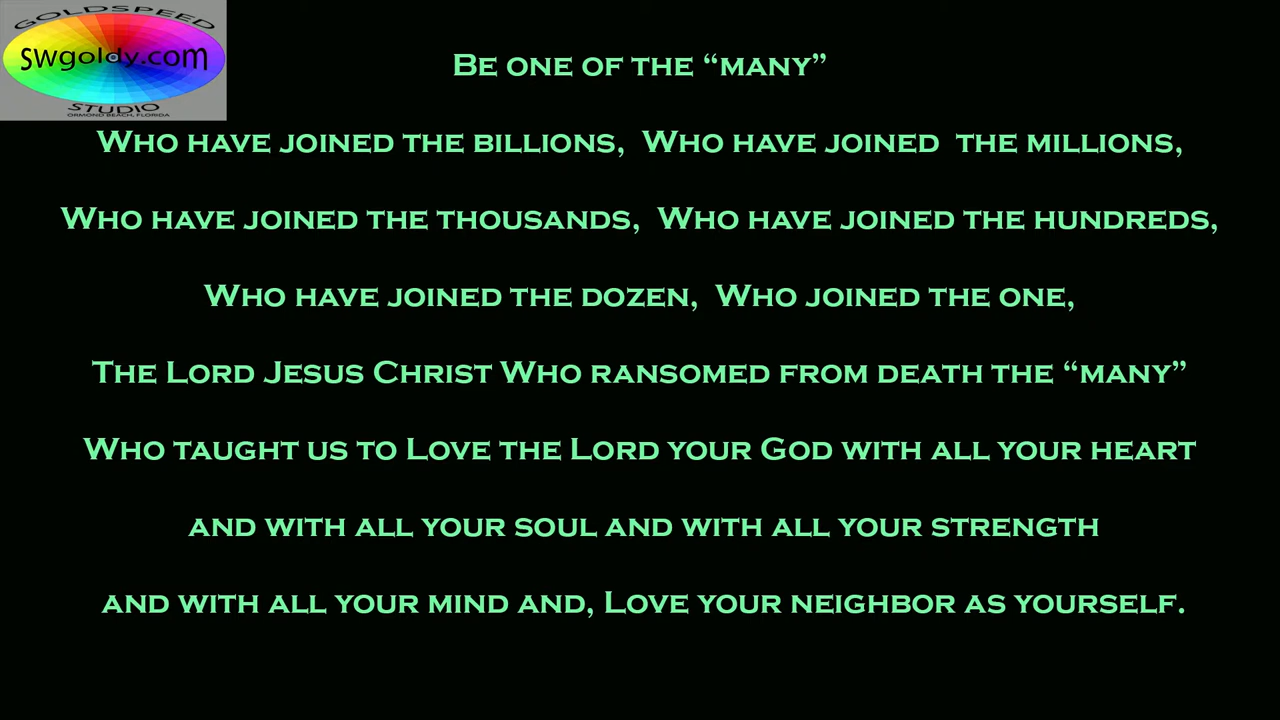 GOLDSPEED
swgoldy.com
STUDIO
ORMOND BEACH, FLORIDA
Be one of the “many”
Who have joined the billions,  Who have joined  the millions,
Who have joined the thousands,  Who have joined the hundreds,
Who have joined the dozen,  Who joined the one,
The Lord Jesus Christ Who ransomed from death the “many”
Who taught us to Love the Lord your God with all your heart
and with all your soul and with all your strength
and with all your mind and, Love your neighbor as yourself.